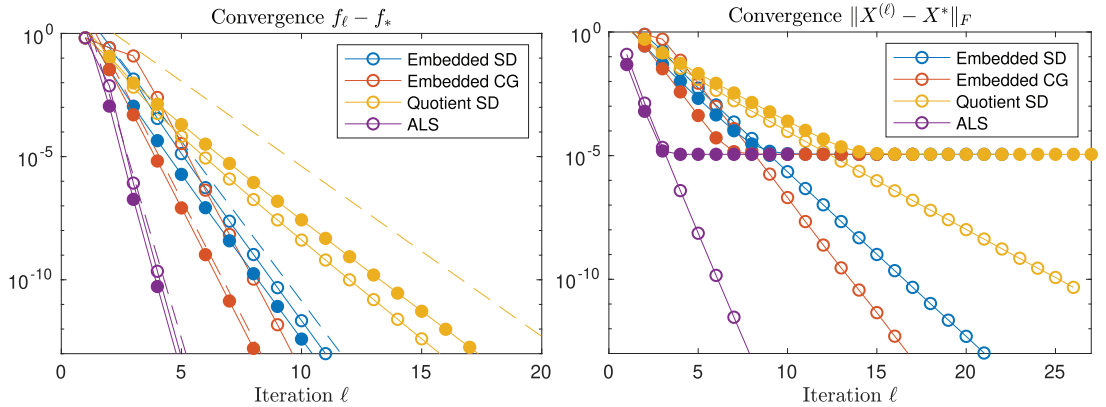 Convergence $f_\ell - f_*$
10^0
10^{-5}
10^{-10}
Embedded SD
Embedded CG
Quotient SD
ALS
0 5 10 15 20
Iteration ℓ
Convergence $\|X^{(\ell)} - X^*\|_F$
10^0
10^{-5}
10^{-10}
Embedded SD
Embedded CG
Quotient SD
ALS
0 5 10 15 20 25
Iteration ℓ